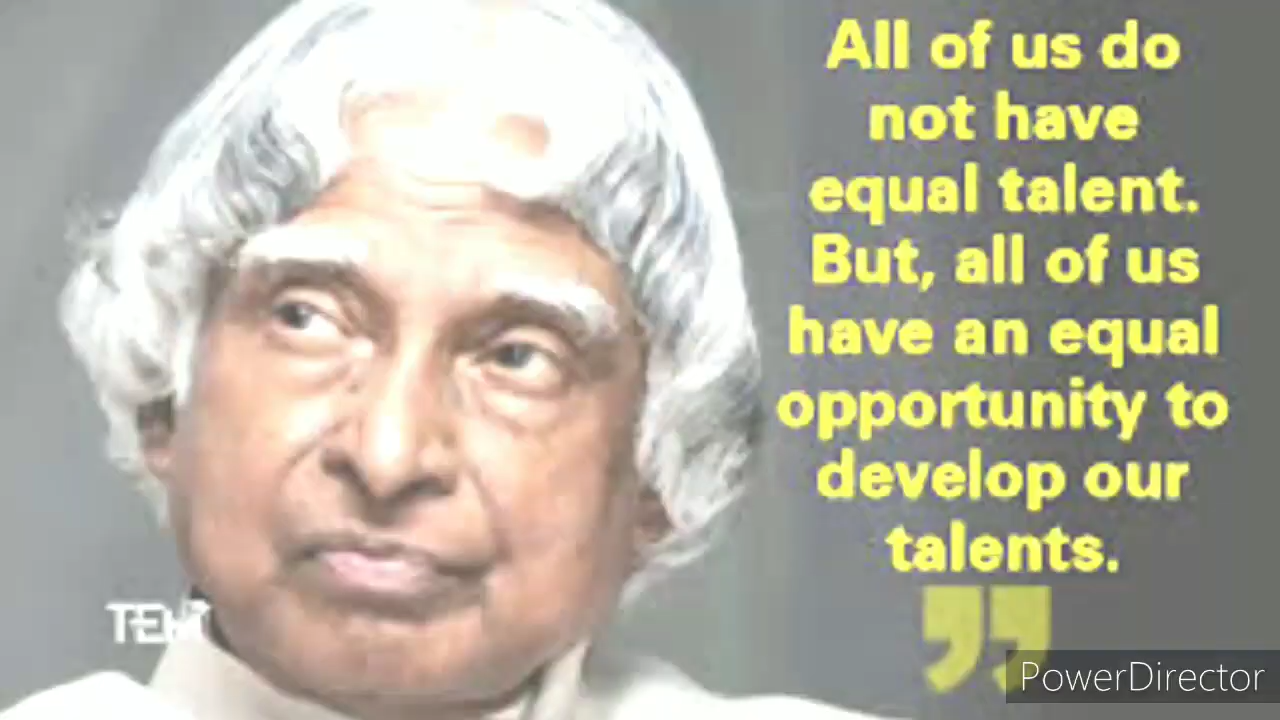 All of us do
not have
equal talent.
But, all of us
have an equal
opportunity to
develop our
talents.
”
PowerDirector